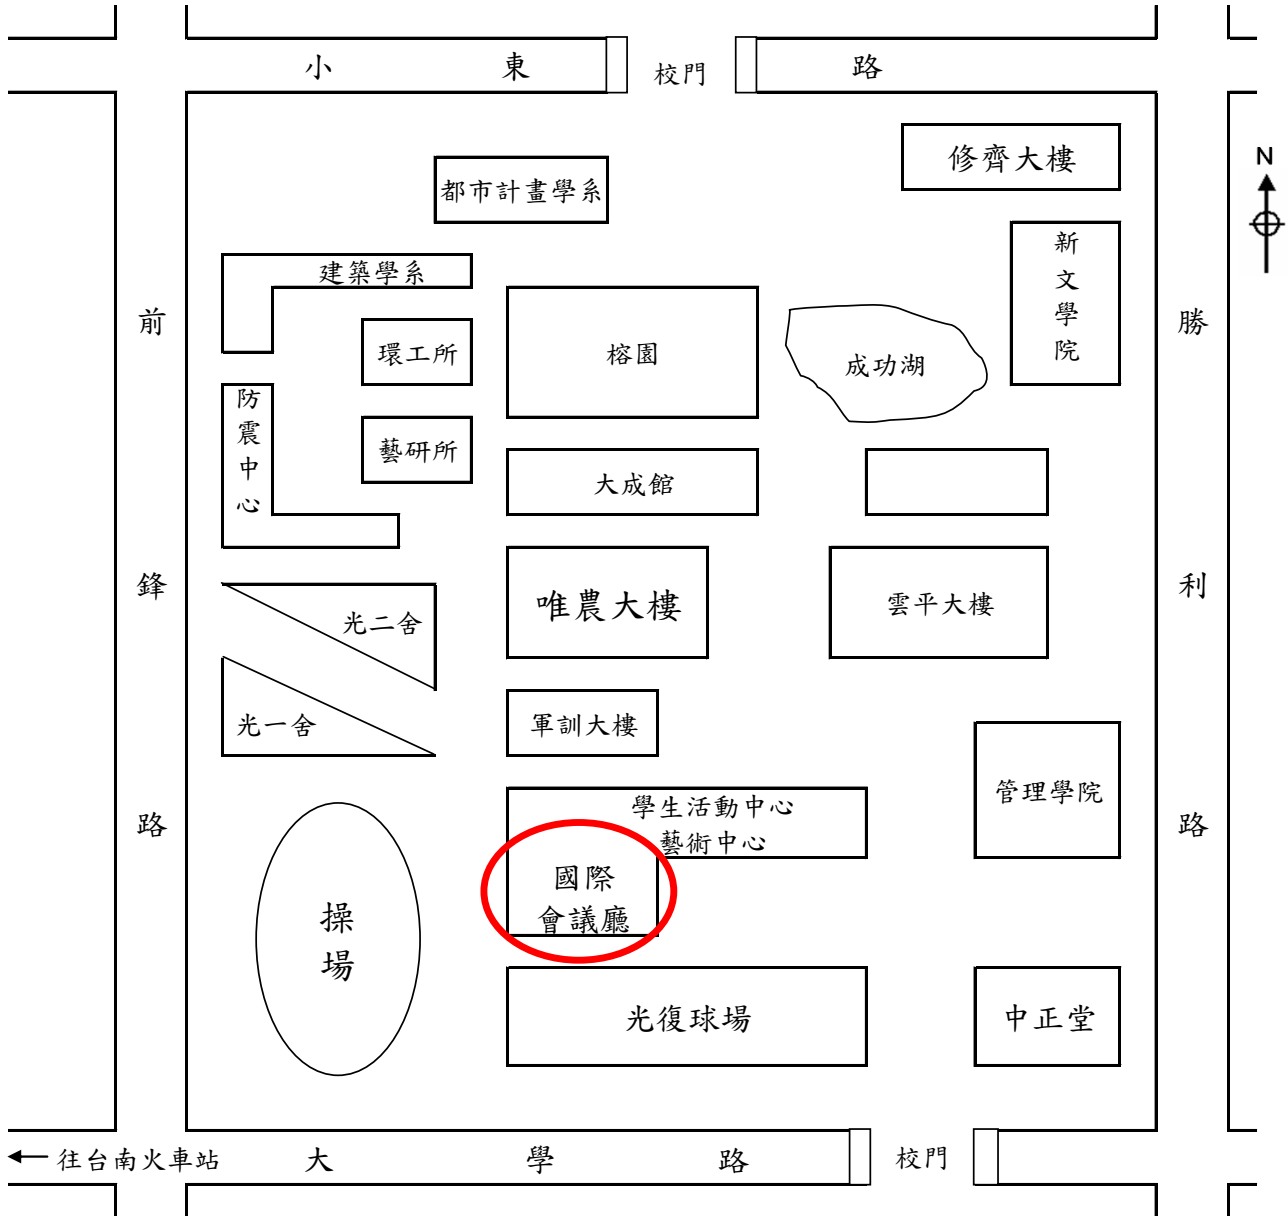 小東路
校門
修齊大樓
N
都市計畫學系
新文學院
建築學系
前鋒路
勝利路
環工所
榕園
成功湖
防震中心
藝研所
大成館
唯農大樓
雲平大樓
光二舍
光一舍
軍訓大樓
管理學院
學生活動中心
藝術中心
國際
會議廳
操場
光復球場
中正堂
往台南火車站
大學路
校門